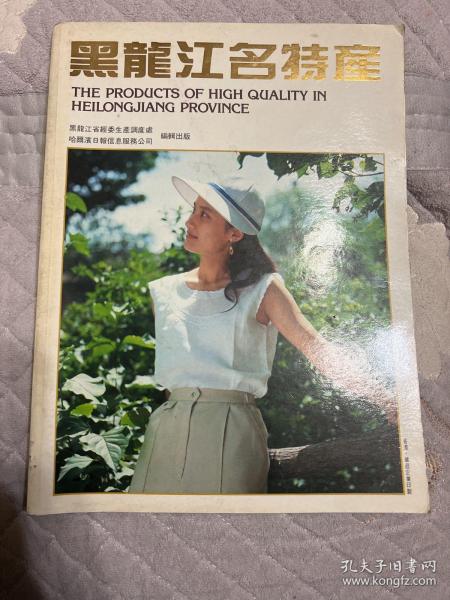 黑龍江名特産
THE PRODUCTS OF HIGH QUALITY IN
HEILONGJIANG PROVINCE
黑龍江省經委生產調度處
哈爾濱日報信息服務公司
編輯出版
孔夫子旧书网
www.kongfz.com